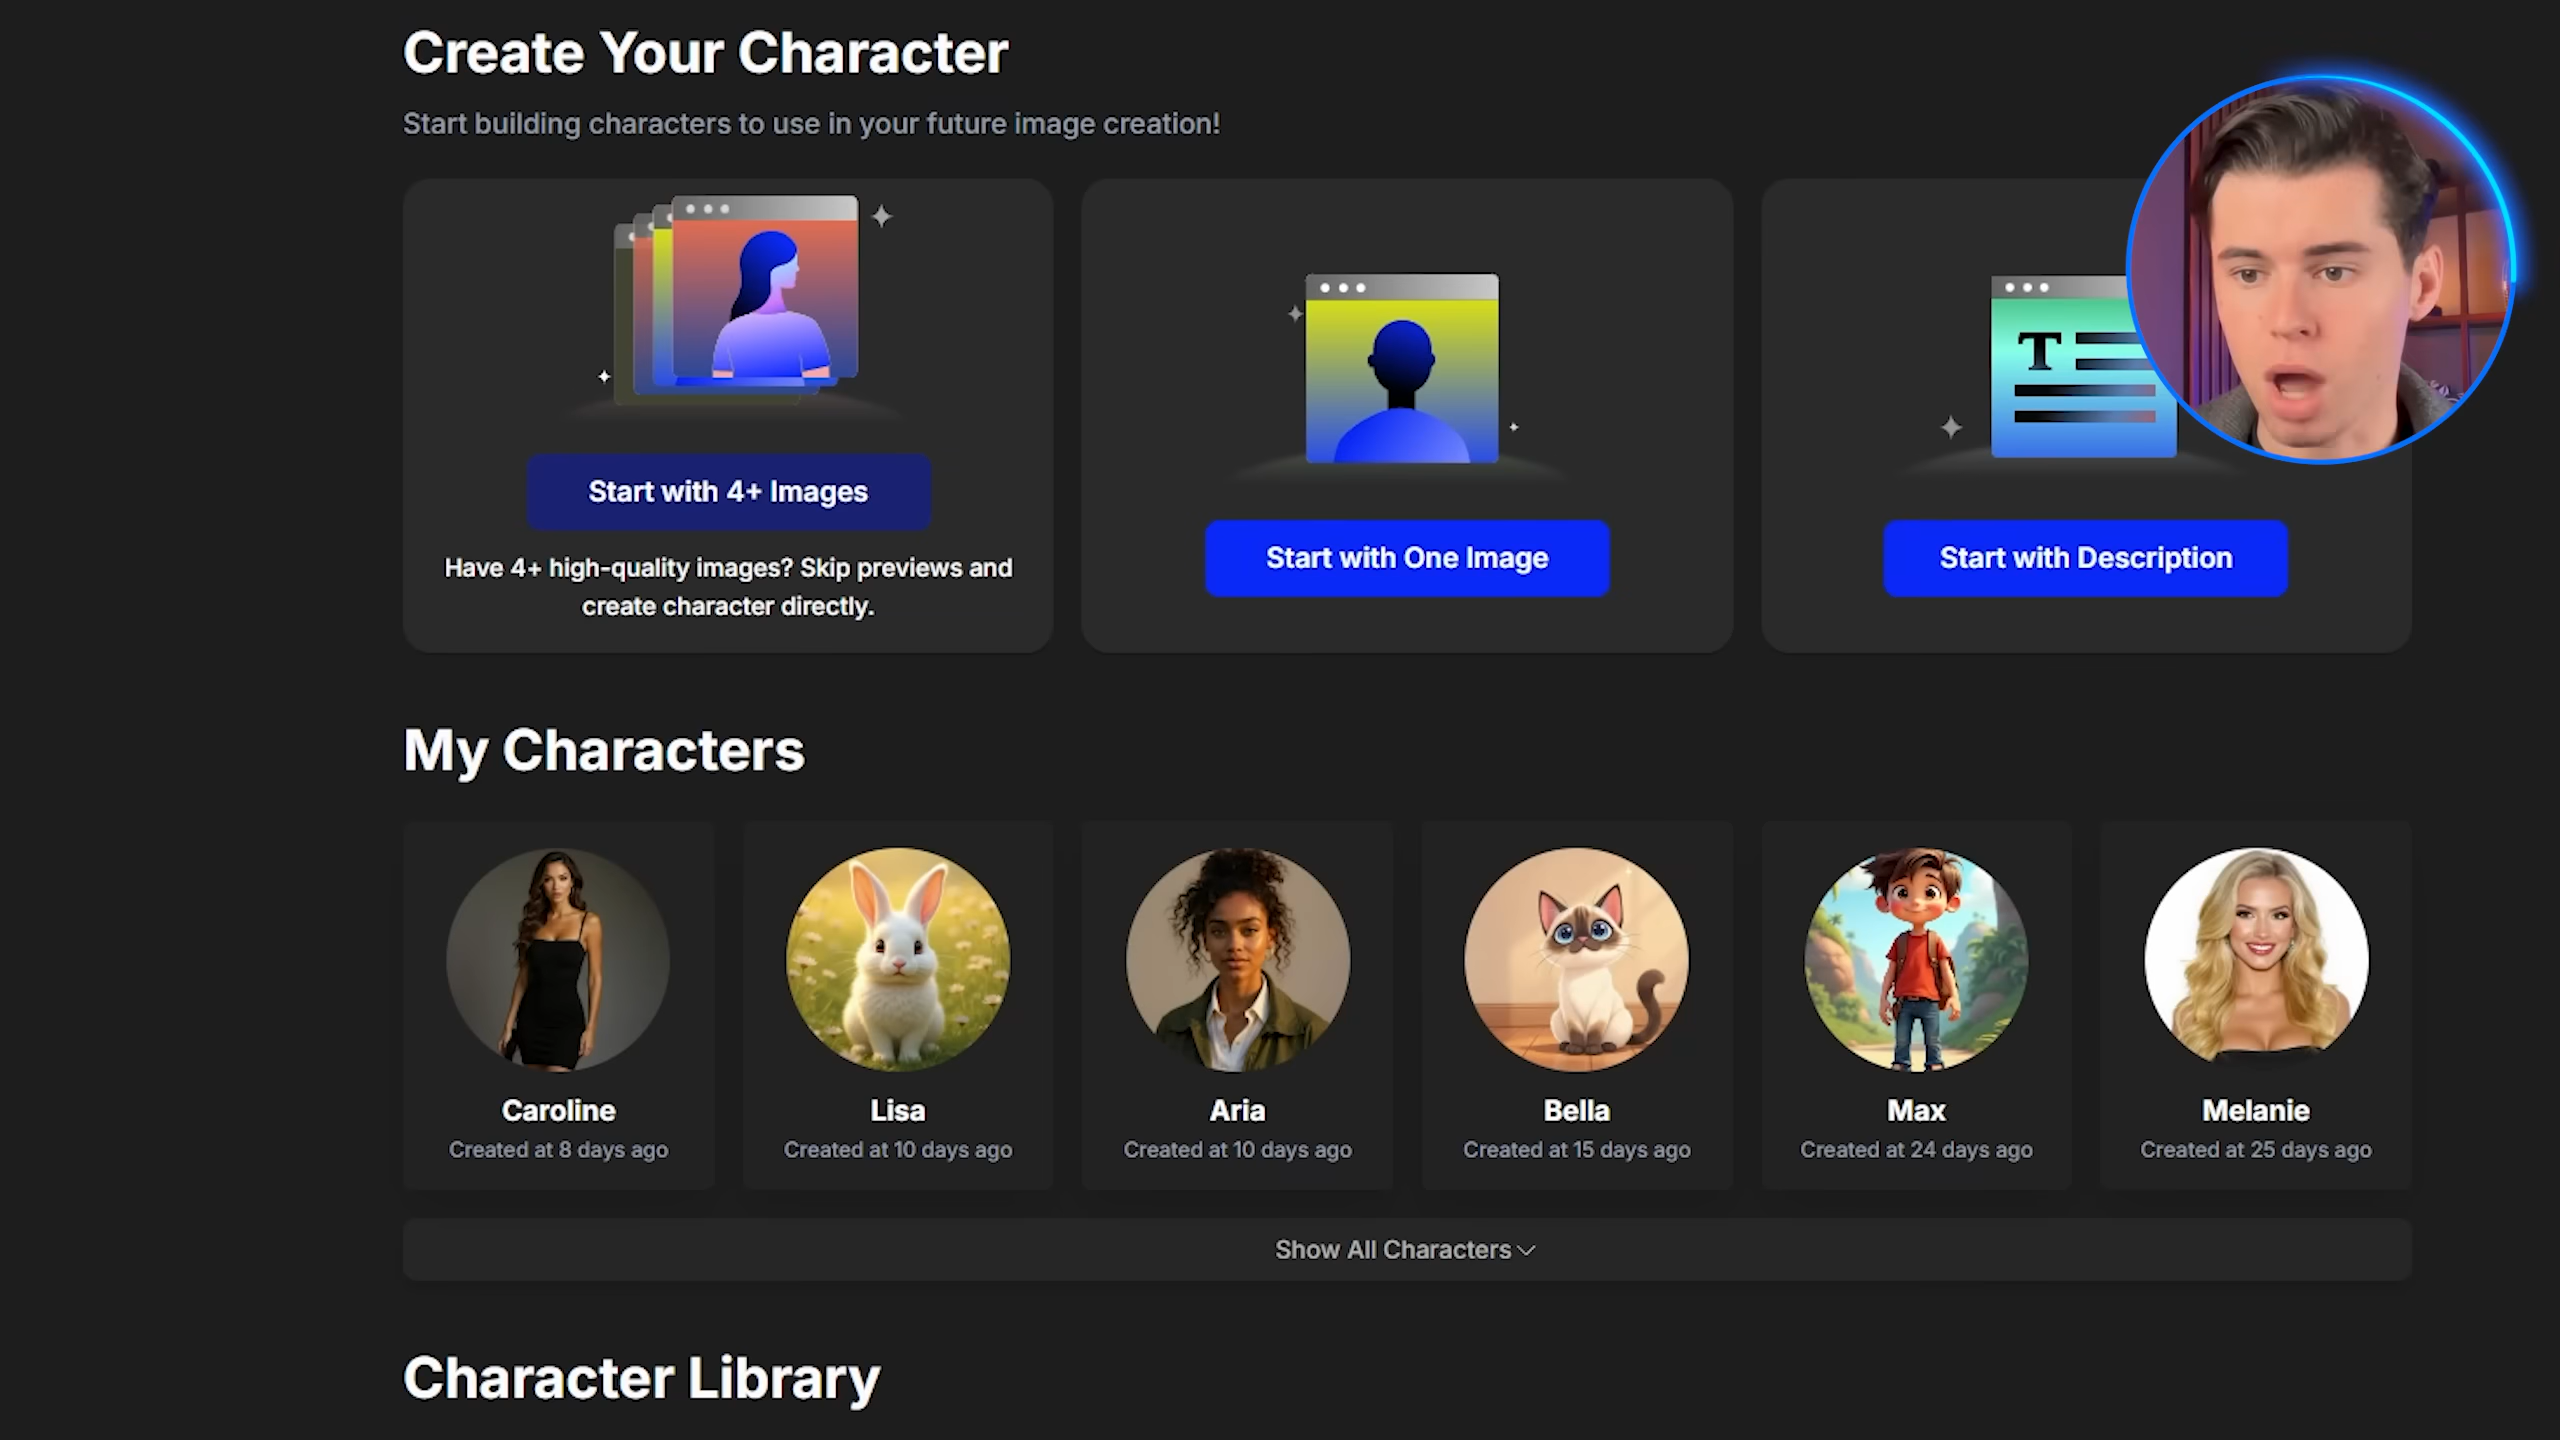 Create Your Character
Start building characters to use in your future image creation!
Start with 4+ Images
Have 4+ high-quality images? Skip previews and
create character directly.
Start with One Image
T
Start with Description
My Characters
Caroline
Created at 8 days ago
Lisa
Created at 10 days ago
Aria
Created at 10 days ago
Bella
Created at 15 days ago
Max
Created at 24 days ago
Melanie
Created at 25 days ago
Show All Characters
Character Library